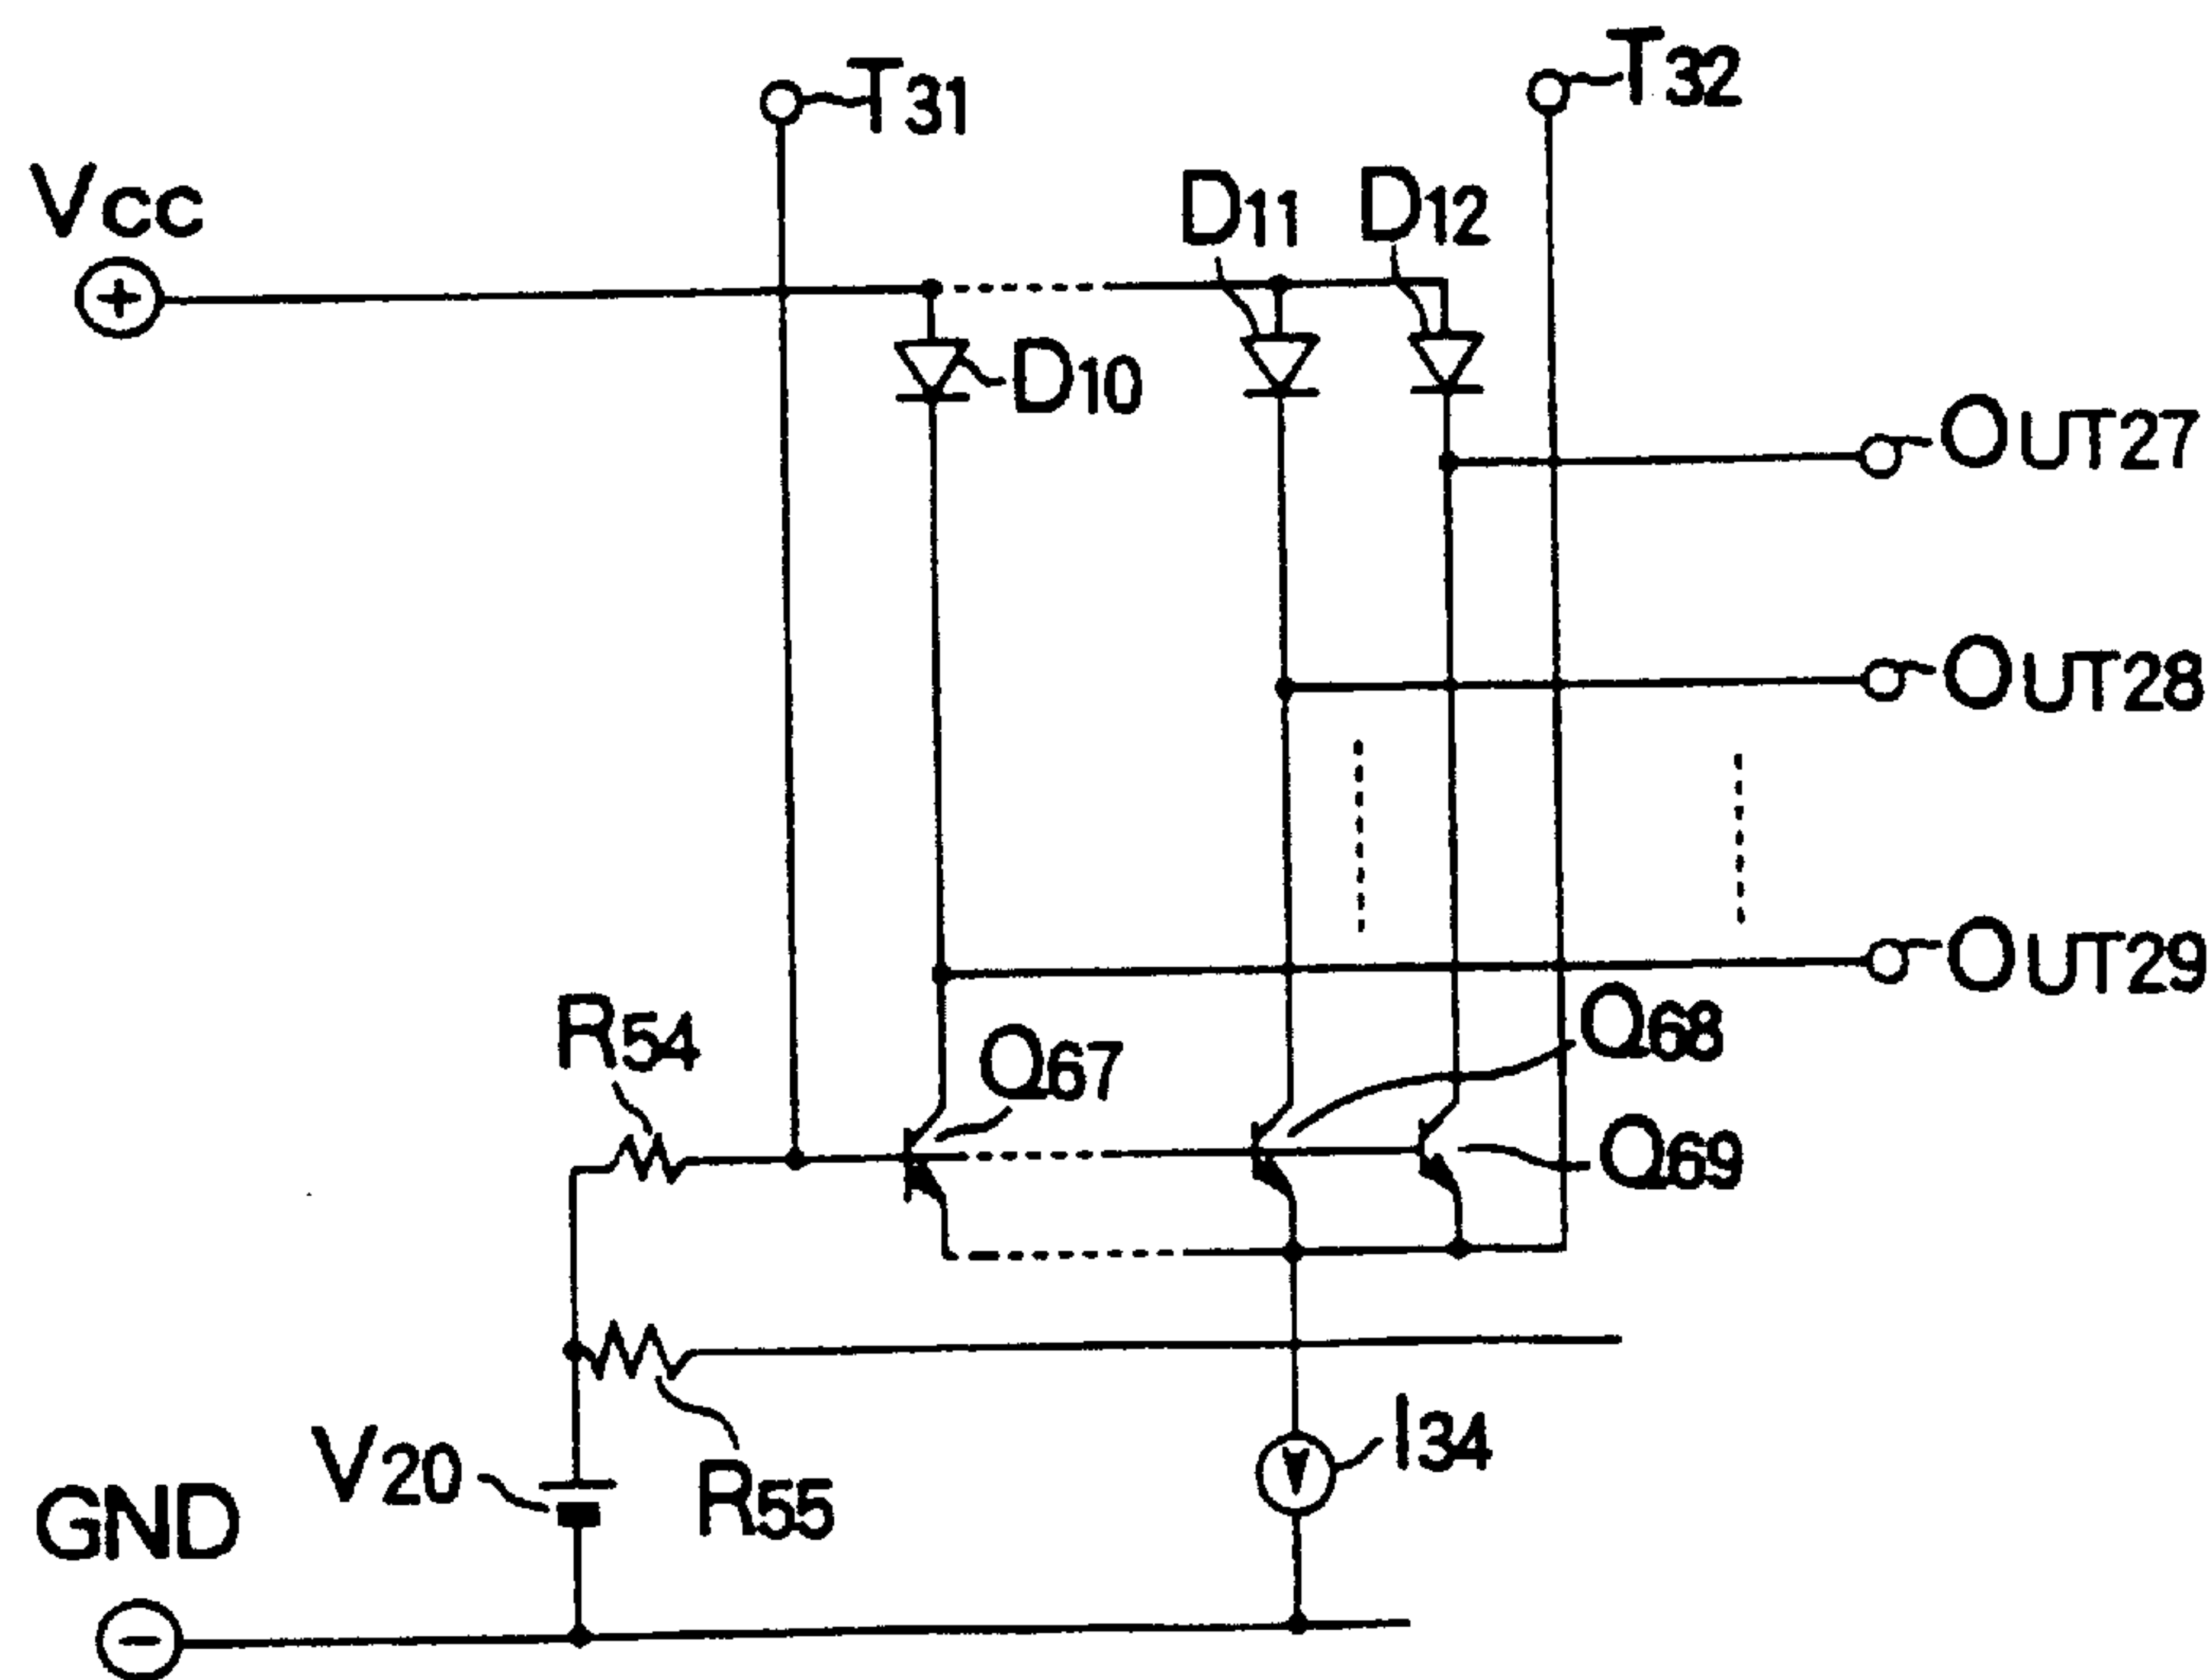 T31
T32
VCC
D11
D12
D10
OUT27
OUT28
OUT29
R54
Q67
Q68
Q69
I34
V20
R55
GND